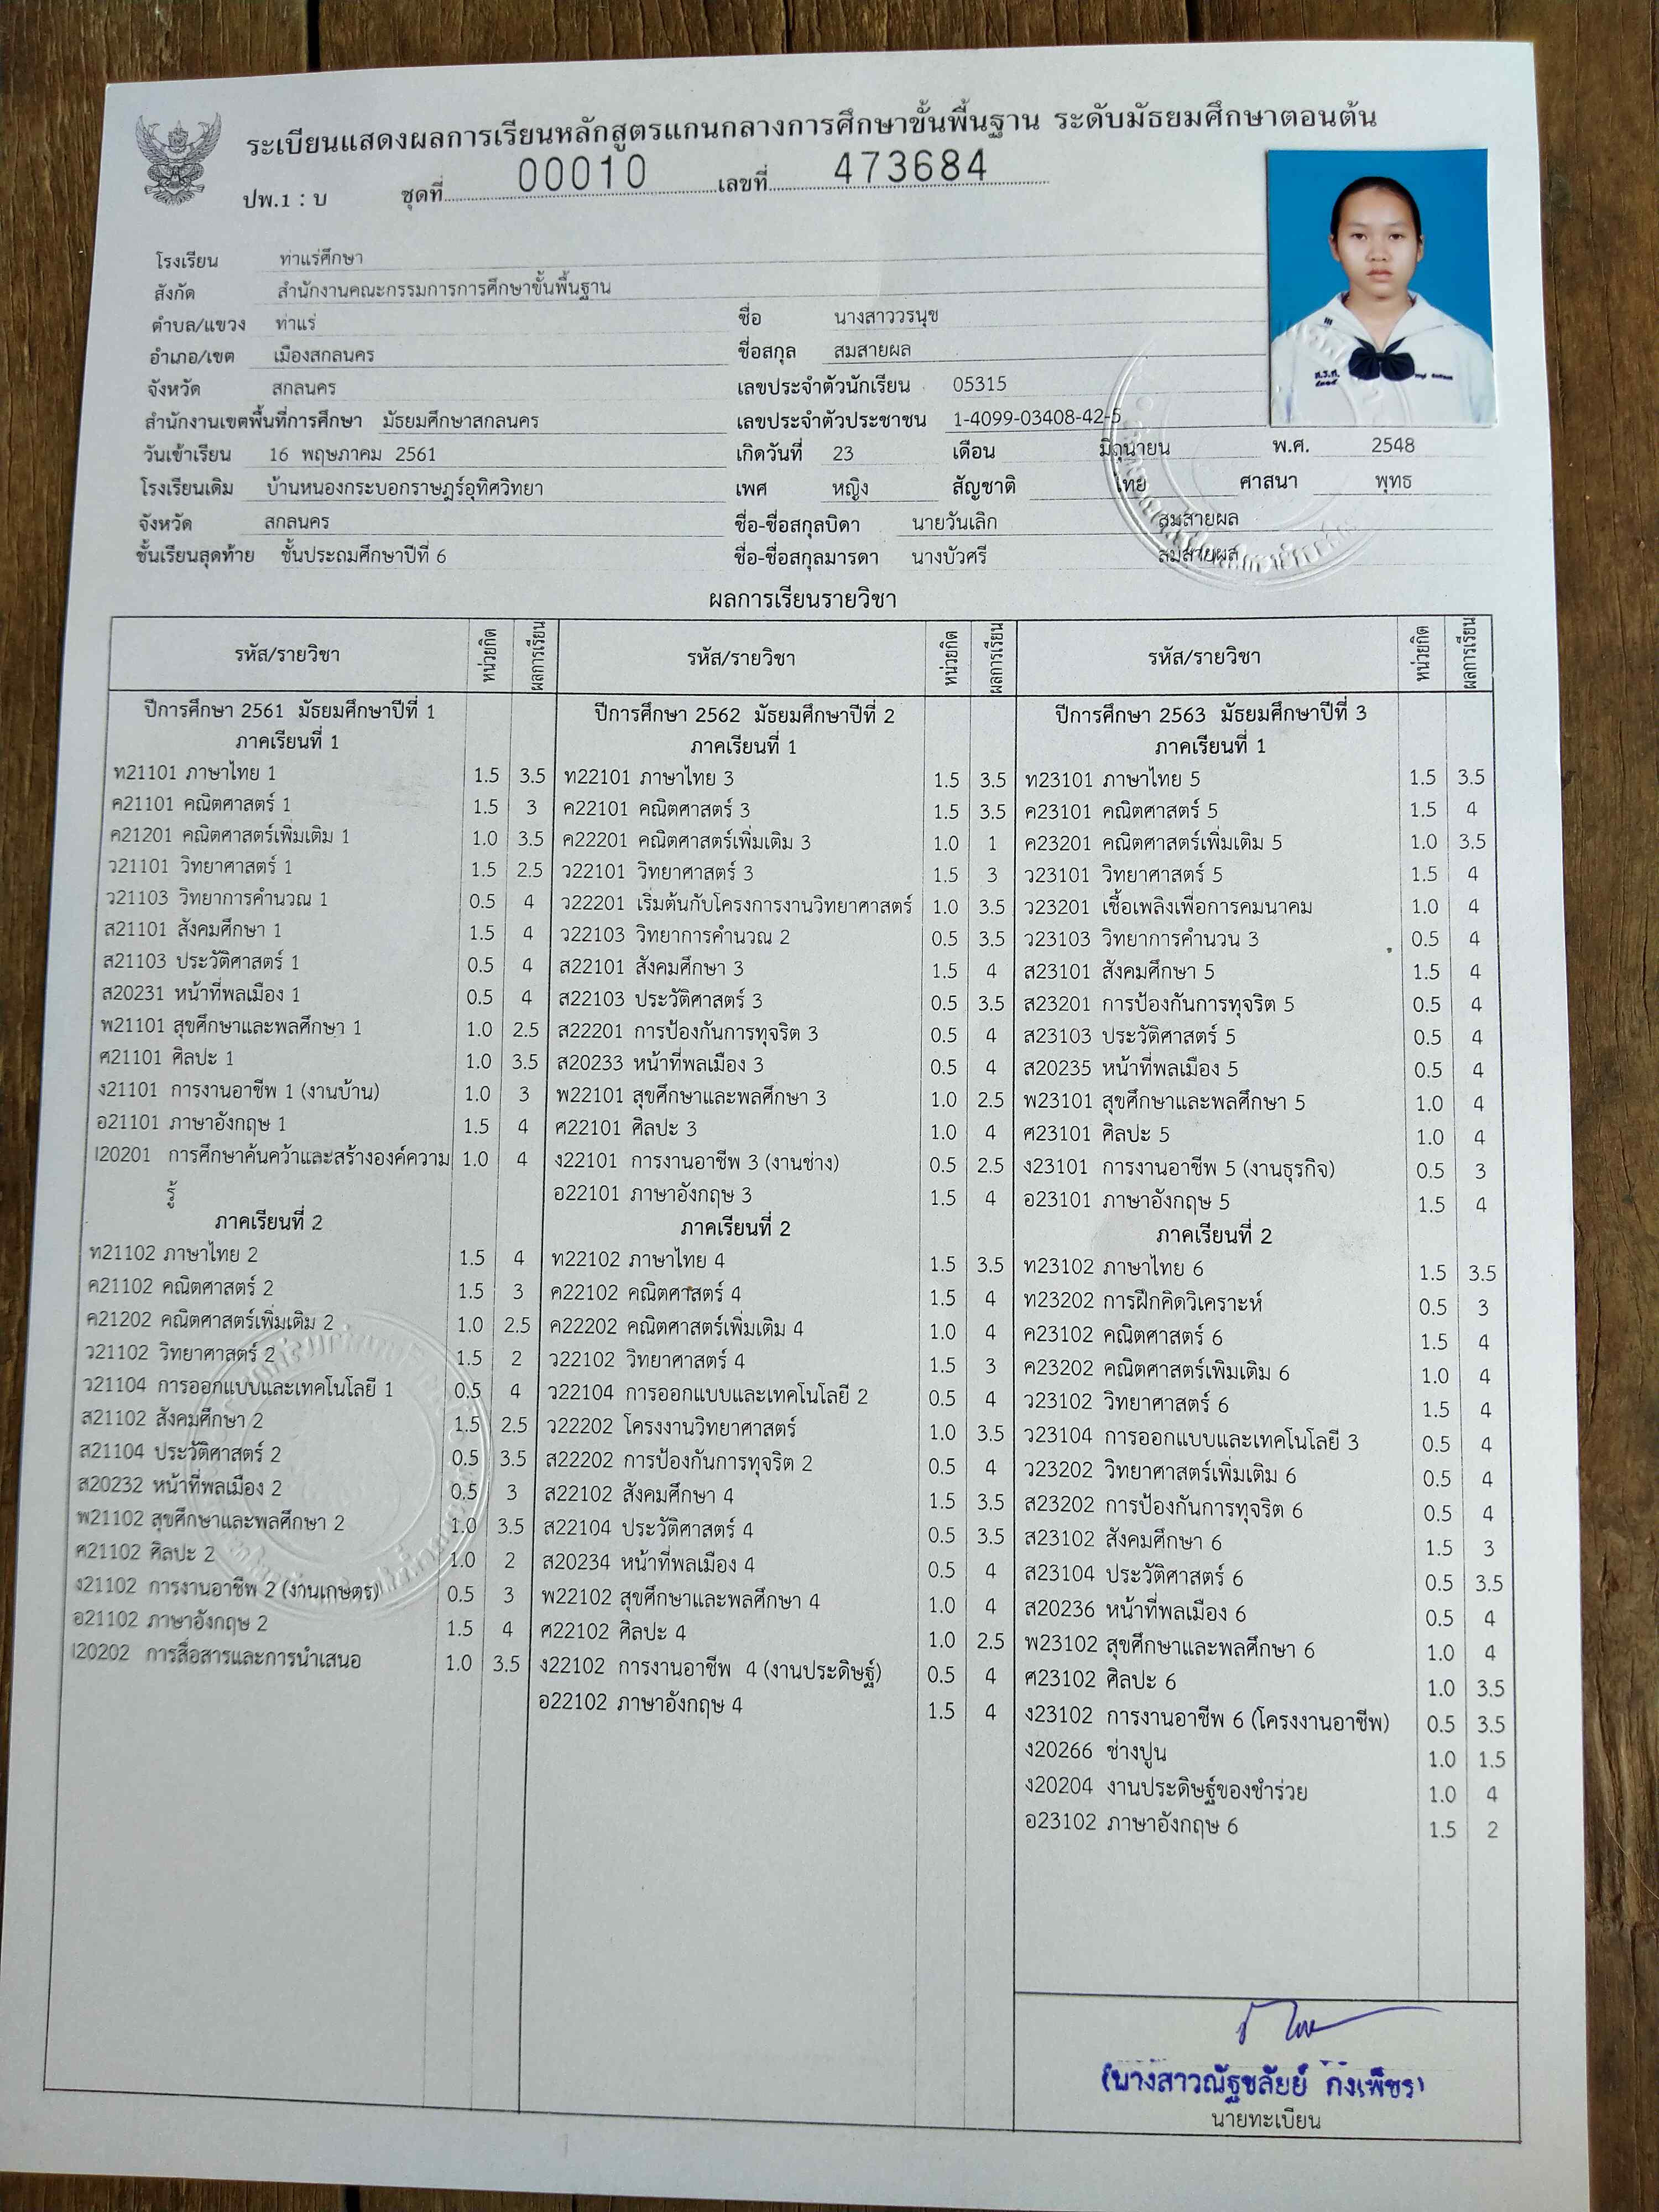 ระเบียนแสดงผลการเรียนหลักสูตรแกนกลางการศึกษาขั้นพื้นฐาน ระดับมัธยมศึกษาตอนต้น
ปพ.1 : บ ชุดที่ 00010 เลขที่ 473684
โรงเรียน ท่าแร่ศึกษา
สังกัด สำนักงานคณะกรรมการการศึกษาขั้นพื้นฐาน
ตำบล/แขวง ท่าแร่
อำเภอ/เขต เมืองสกลนคร
จังหวัด สกลนคร
สำนักงานเขตพื้นที่การศึกษา มัธยมศึกษาสกลนคร
วันเข้าเรียน 16 พฤษภาคม 2561
โรงเรียนเดิม บ้านหนองกระบอกราษฎร์อุทิศวิทยา
จังหวัด สกลนคร
ชั้นเรียนสุดท้าย ชั้นประถมศึกษาปีที่ 6
ชื่อ นางสาววรนุช
ชื่อสกุล สมสายผล
เลขประจำตัวนักเรียน 05315
เลขประจำตัวประชาชน 1-4099-03408-42-5
เกิดวันที่ 23 เดือน มิถุนายน พ.ศ. 2548
เพศ หญิง สัญชาติ ไทย ศาสนา พุทธ
ชื่อ-ชื่อสกุลบิดา นายวันเลิก สมสายผล
ชื่อ-ชื่อสกุลมารดา นางบัวศรี สมสายผล
ผลการเรียนรายวิชา
รหัส/รายวิชา หน่วยกิต ผลการเรียน
ปีการศึกษา 2561 มัธยมศึกษาปีที่ 1
ภาคเรียนที่ 1
ท21101 ภาษาไทย 1 1.5 3.5
ค21101 คณิตศาสตร์ 1 1.5 3
ค21201 คณิตศาสตร์เพิ่มเติม 1 1.0 3.5
ว21101 วิทยาศาสตร์ 1 1.5 2.5
ว21103 วิทยาการคำนวณ 1 0.5 4
ส21101 สังคมศึกษา 1 1.5 4
ส21103 ประวัติศาสตร์ 1 0.5 4
ส20231 หน้าที่พลเมือง 1 0.5 4
พ21101 สุขศึกษาและพลศึกษา 1 1.0 2.5
ศ21101 ศิลปะ 1 1.0 3.5
ง21101 การงานอาชีพ 1 (งานบ้าน) 1.0 3
อ21101 ภาษาอังกฤษ 1 1.5 4
I20201 การศึกษาค้นคว้าและสร้างองค์ความ 1.0 4
รู้
ภาคเรียนที่ 2
ท21102 ภาษาไทย 2 1.5 4
ค21102 คณิตศาสตร์ 2 1.5 3
ค21202 คณิตศาสตร์เพิ่มเติม 2 1.0 2.5
ว21102 วิทยาศาสตร์ 2 1.5 2
ว21104 การออกแบบและเทคโนโลยี 1 0.5 4
ส21102 สังคมศึกษา 2 1.5 2.5
ส21104 ประวัติศาสตร์ 2 0.5 3.5
ส20232 หน้าที่พลเมือง 2 0.5 3
พ21102 สุขศึกษาและพลศึกษา 2 1.0 3.5
ศ21102 ศิลปะ 2 1.0 2
ง21102 การงานอาชีพ 2 (งานเกษตร) 0.5 3
อ21102 ภาษาอังกฤษ 2 1.5 4
I20202 การสื่อสารและการนำเสนอ 1.0 3.5
รหัส/รายวิชา หน่วยกิต ผลการเรียน
ปีการศึกษา 2562 มัธยมศึกษาปีที่ 2
ภาคเรียนที่ 1
ท22101 ภาษาไทย 3 1.5 3.5
ค22101 คณิตศาสตร์ 3 1.5 3.5
ค22201 คณิตศาสตร์เพิ่มเติม 3 1.0 1
ว22101 วิทยาศาสตร์ 3 1.5 3
ว22201 เริ่มต้นกับโครงการงานวิทยาศาสตร์ 1.0 3.5
ว22103 วิทยาการคำนวณ 2 0.5 3.5
ส22101 สังคมศึกษา 3 1.5 4
ส22103 ประวัติศาสตร์ 3 0.5 3.5
ส22201 การป้องกันการทุจริต 3 0.5 4
ส20233 หน้าที่พลเมือง 3 0.5 4
พ22101 สุขศึกษาและพลศึกษา 3 1.0 2.5
ศ22101 ศิลปะ 3 1.0 4
ง22101 การงานอาชีพ 3 (งานช่าง) 0.5 2.5
อ22101 ภาษาอังกฤษ 3 1.5 4
ภาคเรียนที่ 2
ท22102 ภาษาไทย 4 1.5 3.5
ค22102 คณิตศาสตร์ 4 1.5 4
ค22202 คณิตศาสตร์เพิ่มเติม 4 1.0 4
ว22102 วิทยาศาสตร์ 4 1.5 3
ว22104 การออกแบบและเทคโนโลยี 2 0.5 4
ว22202 โครงงานวิทยาศาสตร์ 1.0 3.5
ส22202 การป้องกันการทุจริต 2 0.5 4
ส22102 สังคมศึกษา 4 1.5 3.5
ส22104 ประวัติศาสตร์ 4 0.5 3.5
ส20234 หน้าที่พลเมือง 4 0.5 4
พ22102 สุขศึกษาและพลศึกษา 4 1.0 4
ศ22102 ศิลปะ 4 1.0 2.5
ง22102 การงานอาชีพ 4 (งานประดิษฐ์) 0.5 4
อ22102 ภาษาอังกฤษ 4 1.5 4
รหัส/รายวิชา หน่วยกิต ผลการเรียน
ปีการศึกษา 2563 มัธยมศึกษาปีที่ 3
ภาคเรียนที่ 1
ท23101 ภาษาไทย 5 1.5 3.5
ค23101 คณิตศาสตร์ 5 1.5 4
ค23201 คณิตศาสตร์เพิ่มเติม 5 1.0 3.5
ว23101 วิทยาศาสตร์ 5 1.5 4
ว23201 เชื้อเพลิงเพื่อการคมนาคม 1.0 4
ว23103 วิทยาการคำนวน 3 0.5 4
ส23101 สังคมศึกษา 5 1.5 4
ส23201 การป้องกันการทุจริต 5 0.5 4
ส23103 ประวัติศาสตร์ 5 0.5 4
ส20235 หน้าที่พลเมือง 5 0.5 4
พ23101 สุขศึกษาและพลศึกษา 5 1.0 4
ศ23101 ศิลปะ 5 1.0 4
ง23101 การงานอาชีพ 5 (งานธุรกิจ) 0.5 3
อ23101 ภาษาอังกฤษ 5 1.5 4
ภาคเรียนที่ 2
ท23102 ภาษาไทย 6 1.5 3.5
ท23202 การฝึกคิดวิเคราะห์ 0.5 3
ค23102 คณิตศาสตร์ 6 1.5 4
ค23202 คณิตศาสตร์เพิมเติม 6 1.0 4
ว23102 วิทยาศาสตร์ 6 1.5 4
ว23104 การออกแบบและเทคโนโลยี 3 0.5 4
ว23202 วิทยาศาสตร์เพิ่มเติม 6 0.5 4
ส23202 การป้องกันการทุจริต 6 0.5 4
ส23102 สังคมศึกษา 6 1.5 3
ส23104 ประวัติศาสตร์ 6 0.5 3.5
ส20236 หน้าที่พลเมือง 6 0.5 4
พ23102 สุขศึกษาและพลศึกษา 6 1.0 4
ศ23102 ศิลปะ 6 1.0 3.5
ง23102 การงานอาชีพ 6 (โครงงานอาชีพ) 0.5 3.5
ง20266 ช่างปูน 1.0 1.5
ง20204 งานประดิษฐ์ของชำร่วย 1.0 4
อ23102 ภาษาอังกฤษ 6 1.5 2
(นางสาวณัฐชลัยย์ กงเพ็ชร)
นายทะเบียน